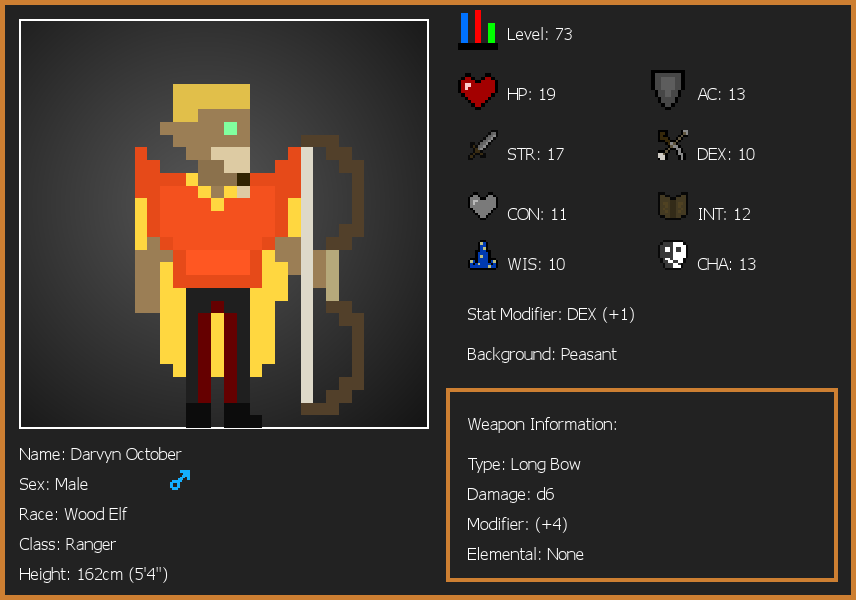 Level: 73
HP: 19
AC: 13
STR: 17
DEX: 10
CON: 11
INT: 12
WIS: 10
CHA: 13
Stat Modifier: DEX (+1)
Background: Peasant
Weapon Information:
Type: Long Bow
Damage: d6
Modifier: (+4)
Elemental: None
Name: Darvyn October
Sex: Male
Race: Wood Elf
Class: Ranger
Height: 162cm (5'4")